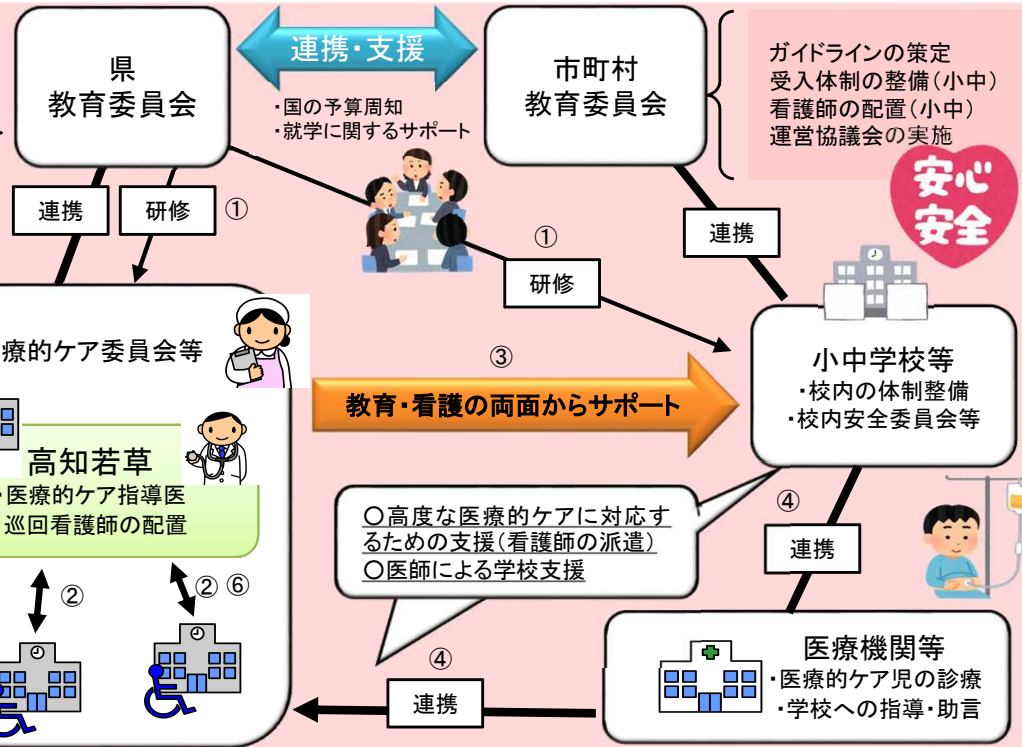 県
教育委員会
連携・支援
・国の予算周知
・就学に関するサポート
市町村
教育委員会
ガイドラインの策定
受入体制の整備(小中)
看護師の配置(小中)
運営協議会の実施
安心
安全
連携
研修
①
①
研修
連携
療的ケア委員会等
③
教育・看護の両面からサポート
小中学校等
・校内の体制整備
・校内安全委員会等
高知若草
・医療的ケア指導医
巡回看護師の配置
〇高度な医療的ケアに対応す
るための支援(看護師の派遣)
〇医師による学校支援
④
連携
②
② ⑥
④
連携
医療機関等
・医療的ケア児の診療
・学校への指導・助言